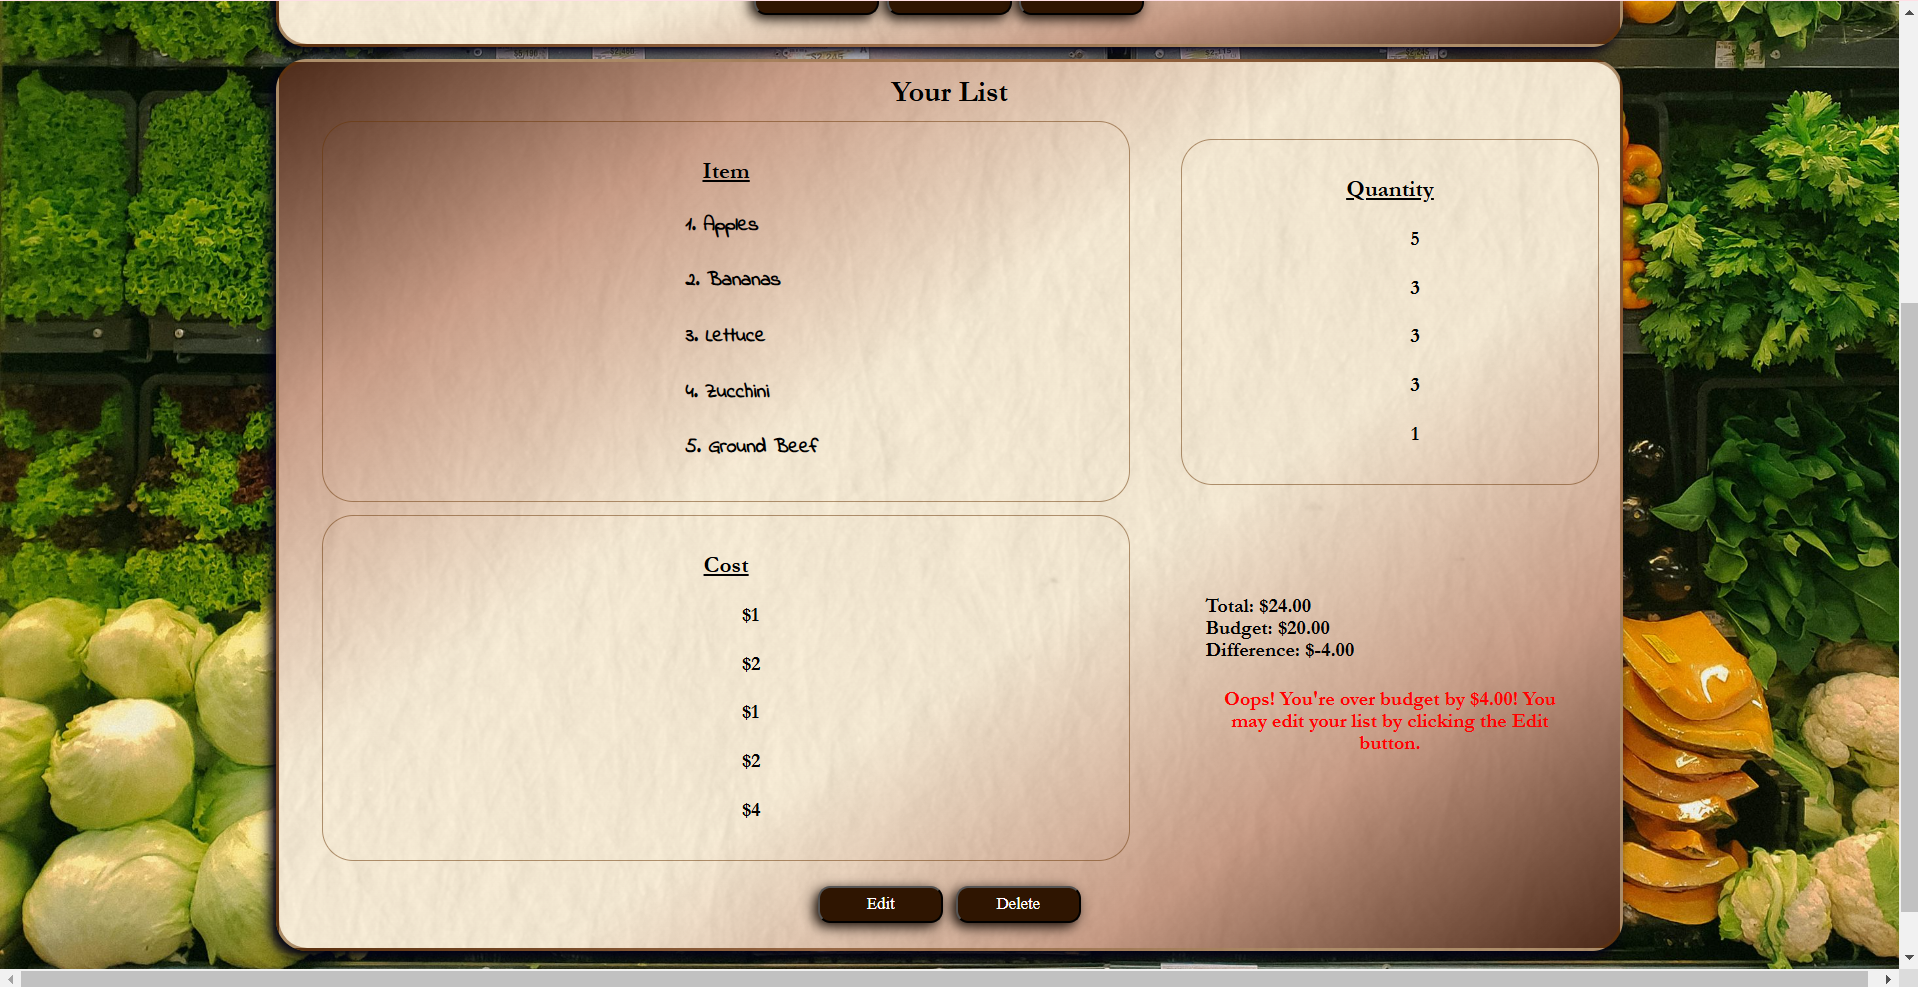 Your List
Item
1. Apples
2. Bananas
3. Lettuce
4. Zucchini
5. Ground Beef
Quantity
5
3
3
3
1
Cost
$1
$2
$1
$2
$4
Total: $24.00
Budget: $20.00
Difference: $-4.00
Oops! You're over budget by $4.00! You
may edit your list by clicking the Edit
button.
Edit
Delete